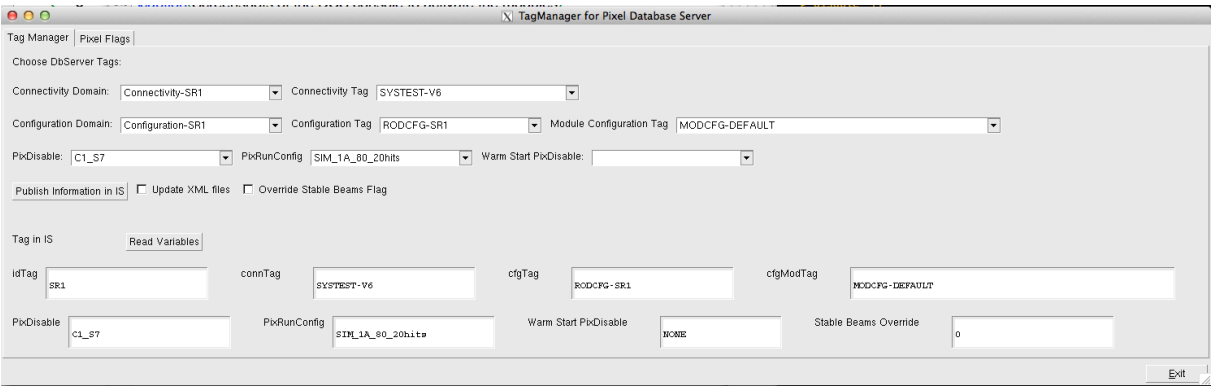 TagManager for Pixel Database Server
Tag Manager Pixel Flags
Choose DbServer Tags:
Connectivity Domain: Connectivity-SR1 Connectivity Tag SYSTEST-V6
Configuration Domain: Configuration-SR1 Configuration Tag RODCFG-SR1 Module Configuration Tag MODCFG-DEFAULT
PixDisable: C1_S7 PixRunConfig SIM_1A_80_20hits Warm Start PixDisable:
Publish Information in IS Update XML files Override Stable Beams Flag
Tag in IS Read Variables
idTag SR1 connTag SYSTEST-V6 cfgTag RODCFG-SR1 cfgModTag MODCFG-DEFAULT
PixDisable C1_S7 PixRunConfig SIM_1A_80_20hits Warm Start PixDisable NONE Stable Beams Override 0
Exit